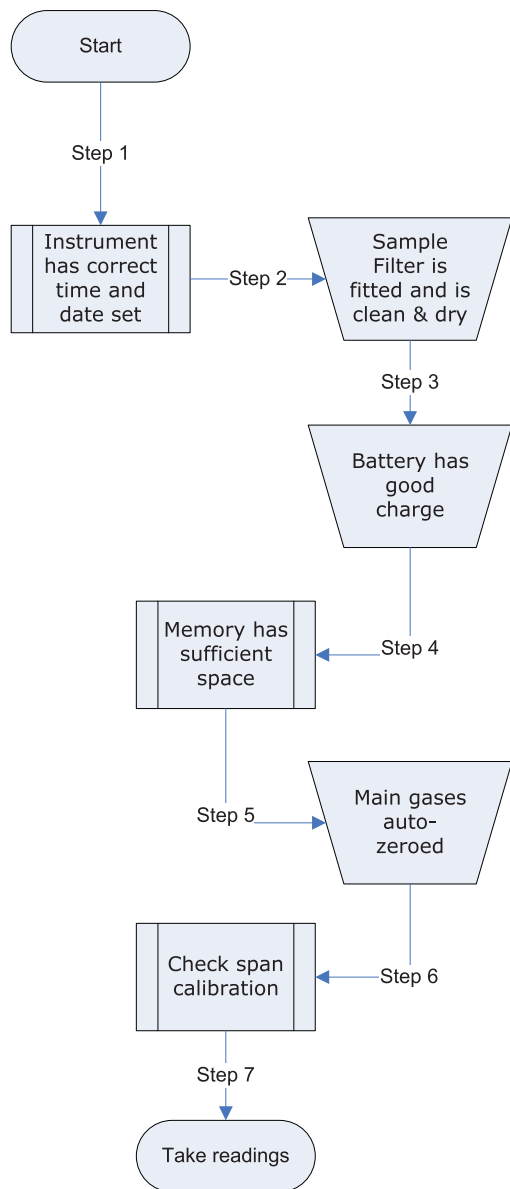 Start
Step 1
Instrument
has correct
time and
date set
Step 2
Sample
Filter is
fitted and is
clean & dry
Step 3
Battery has
good
charge
Step 4
Memory has
sufficient
space
Step 5
Main gases
auto-
zeroed
Step 6
Check span
calibration
Step 7
Take readings